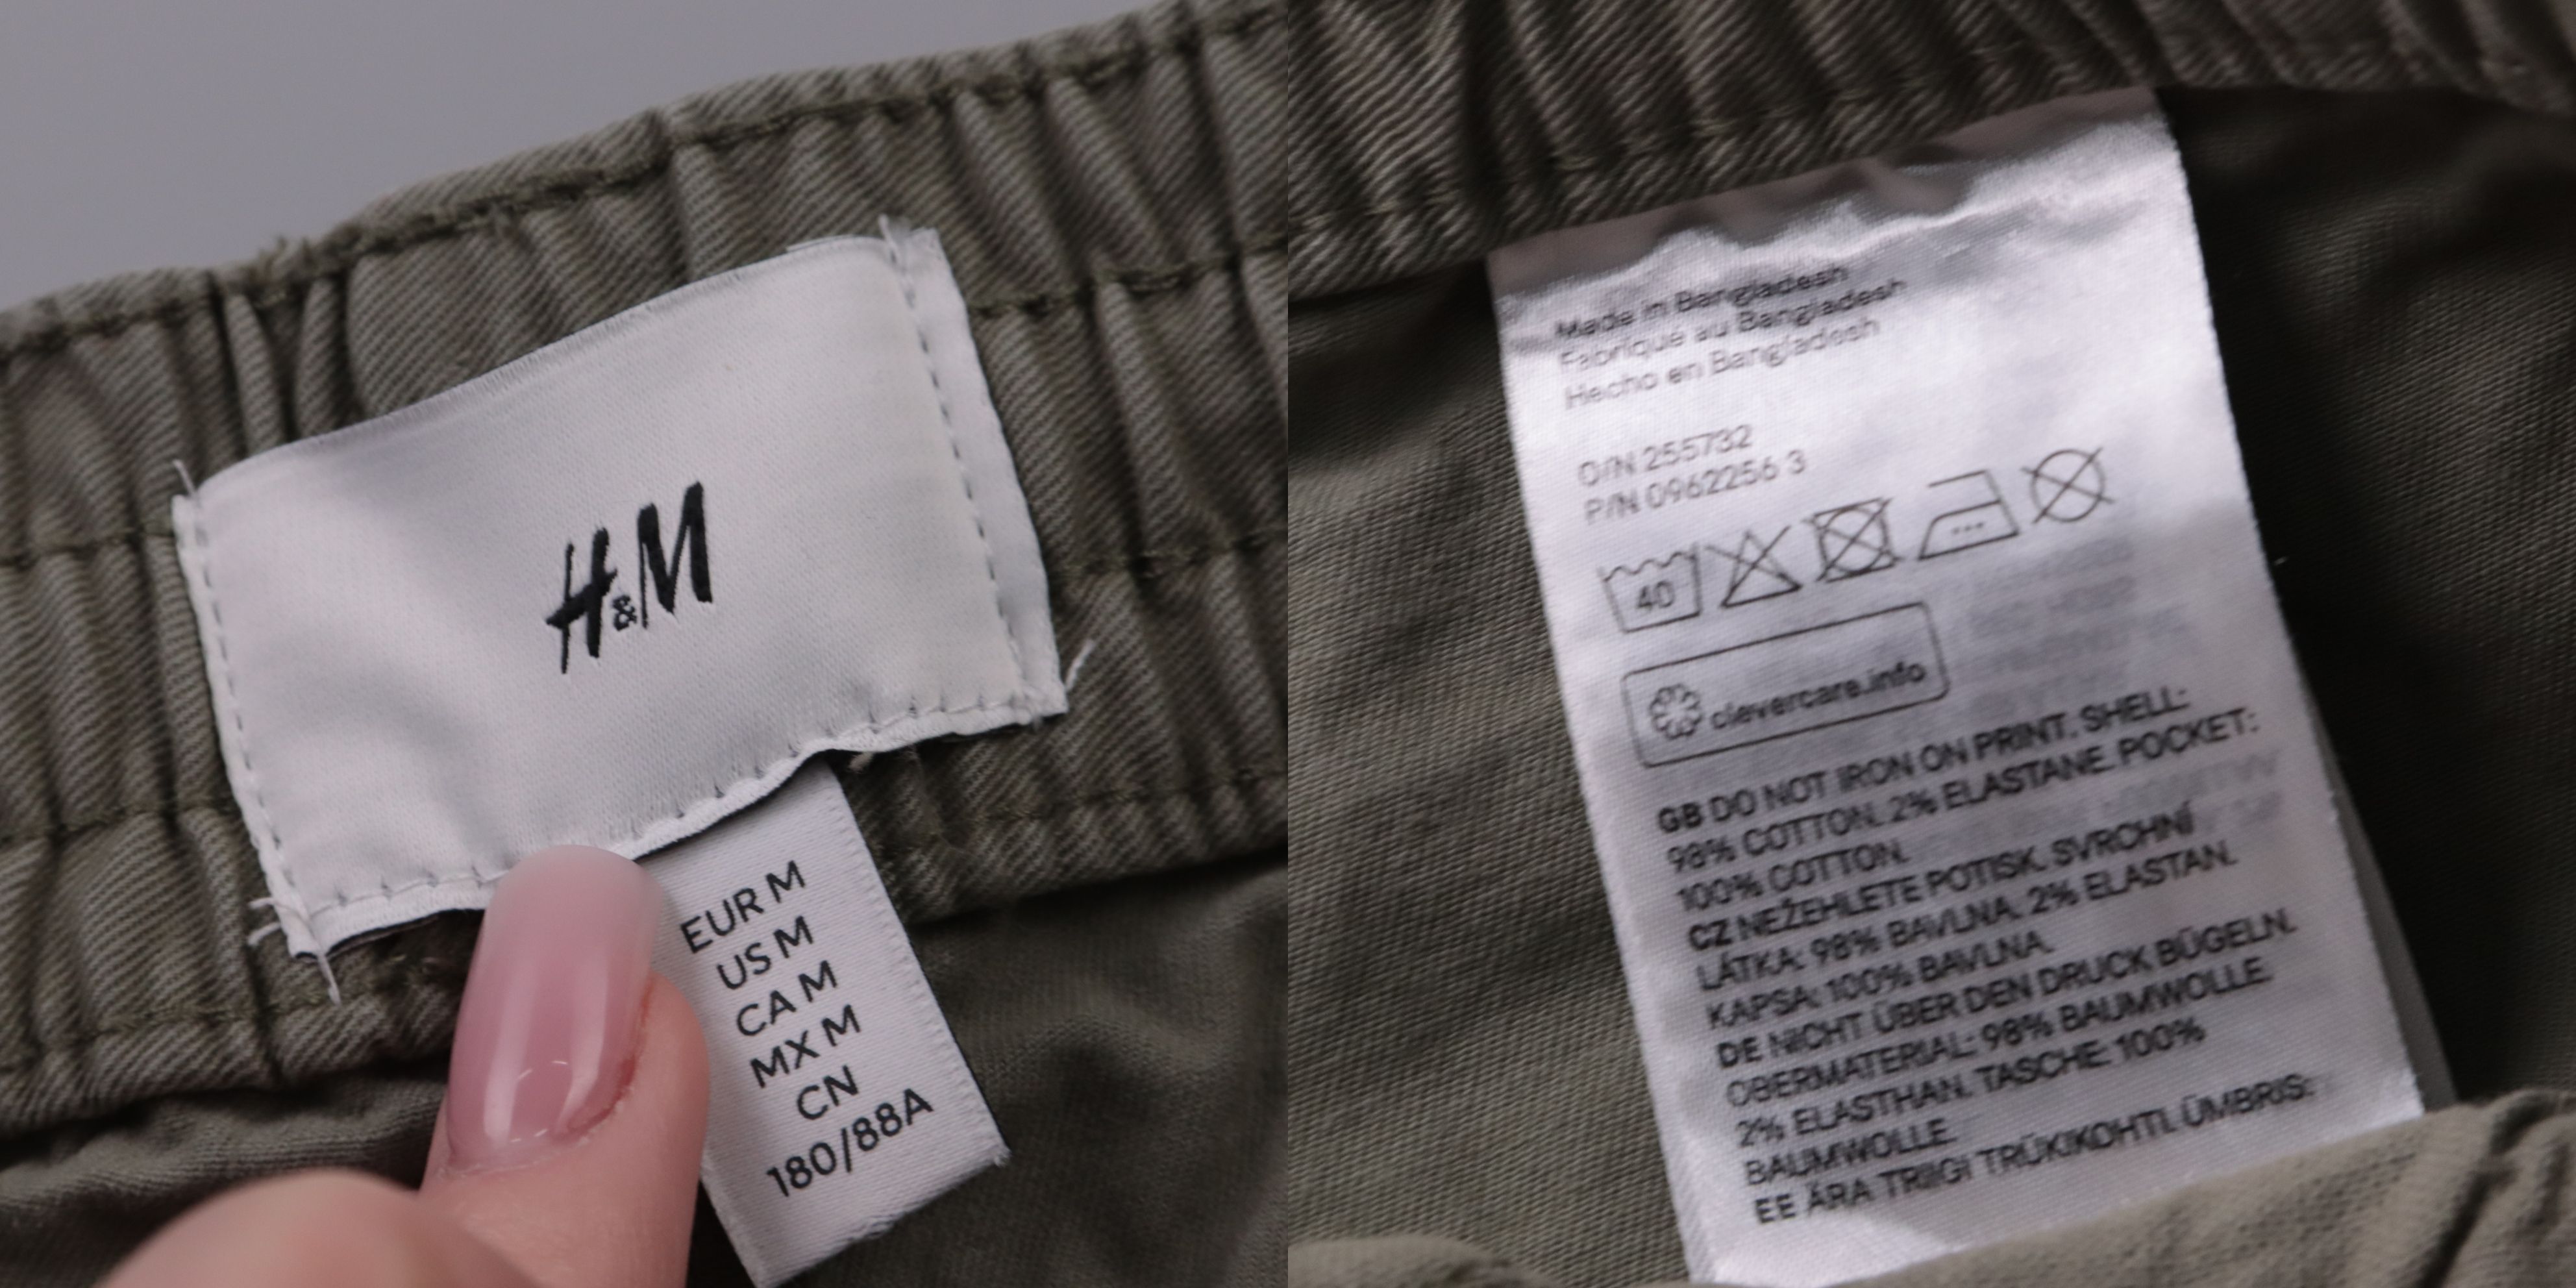 H&M
EUR M
US M
CA M
MX M
CN
180/88A
Made in Bangladesh
Fabriqué au Bangladesh
Hecho en Bangladesh
O/N 255732
P/N 0962256 3
40
clevercare.info
GB DO NOT IRON ON PRINT. SHELL:
98% COTTON. 2% ELASTANE. POCKET:
100% COTTON.
CZ NEŽEHLETE POTISK. SVRCHNÍ
LÁTKA: 98% BAVLNA. 2% ELASTAN.
KAPSA: 100% BAVLNA.
DE NICHT ÜBER DEN DRUCK BÜGELN.
OBERMATERIAL: 98% BAUMWOLLE.
2% ELASTHAN. TASCHE: 100%
BAUMWOLLE.
EE ÄRA TRIIGI TRÜKIKOHTI. ÜMBRIS: